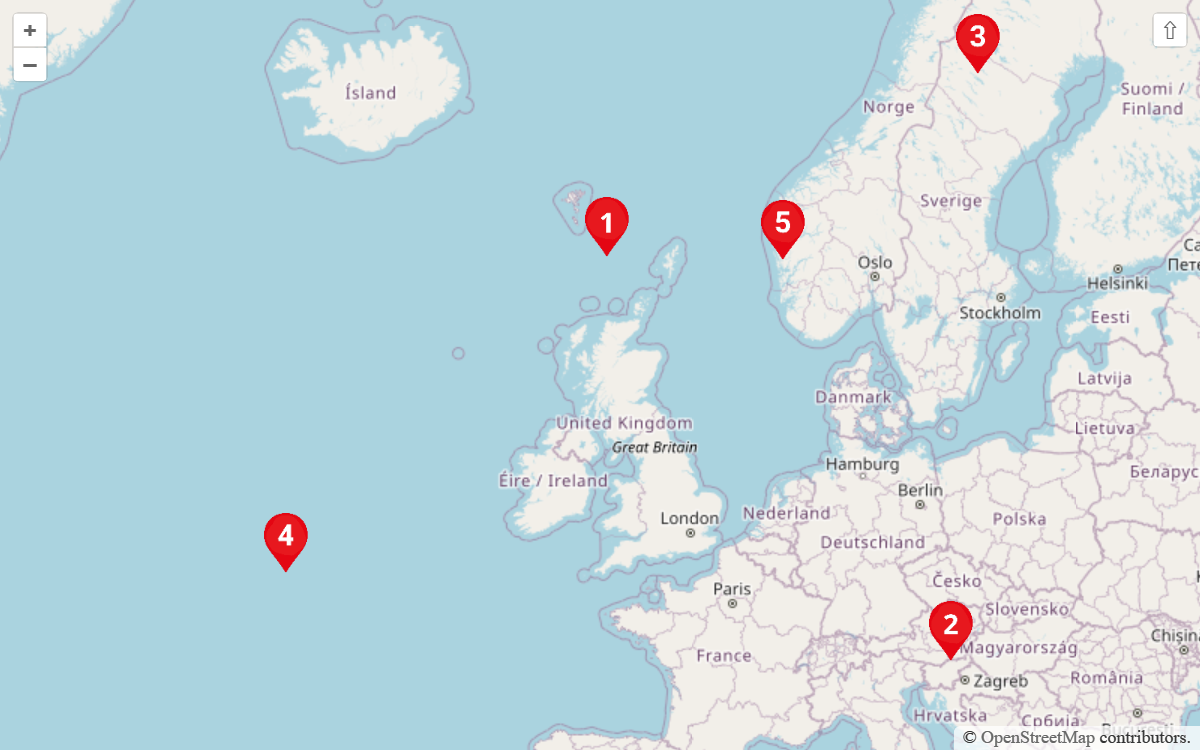 +
−
⇧
3
Suomi /
Finland
Ísland
Norge
Sverige
1
5
Oslo
Helsinki
Stockholm
Eesti
Latvija
Danmark
Lietuva
United Kingdom
Great Britain
Hamburg
Беларус
Éire / Ireland
Berlin
Nederland
London
Polska
4
Deutschland
Česko
Paris
2
Slovensko
Magyarország
France
Zagreb
România
Hrvatska
Србија
© OpenStreetMap contributors.